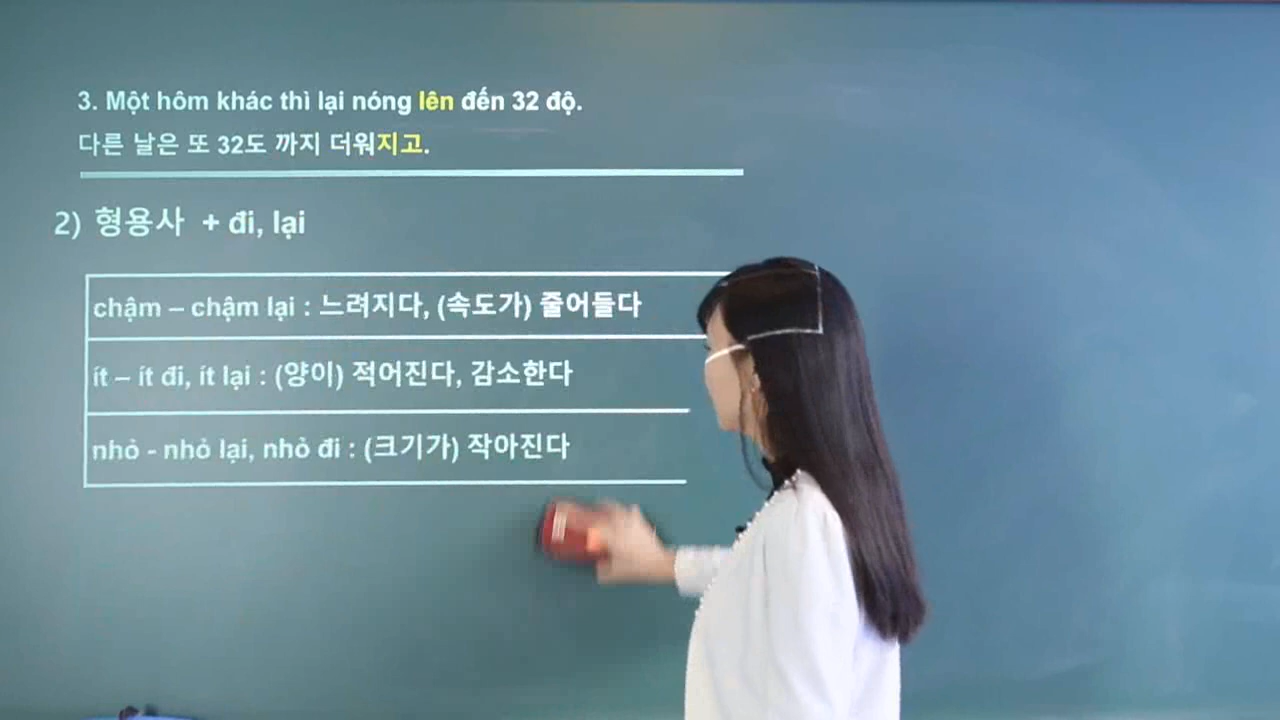 3. Một hôm khác thì lại nóng lên đến 32 độ.
다른 날은 또 32도 까지 더워지고.
2) 형용사 + đi, lại
chậm – chậm lại : 느려지다, (속도가) 줄어들다
ít – ít đi, ít lại : (양이) 적어진다, 감소한다
nhỏ - nhỏ lại, nhỏ đi : (크기가) 작아진다